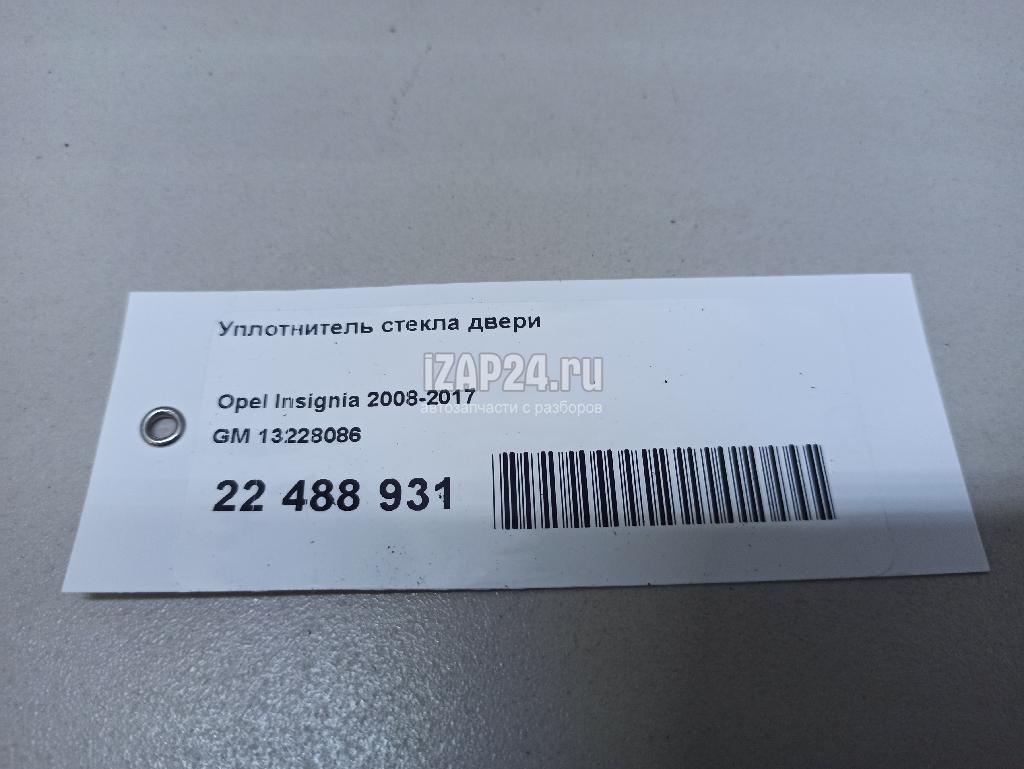 Уплотнитель стекла двери
iZAP24.ru
Opel Insignia 2008-2017
автозапчасти с разборов
GM 13228086
22 488 931